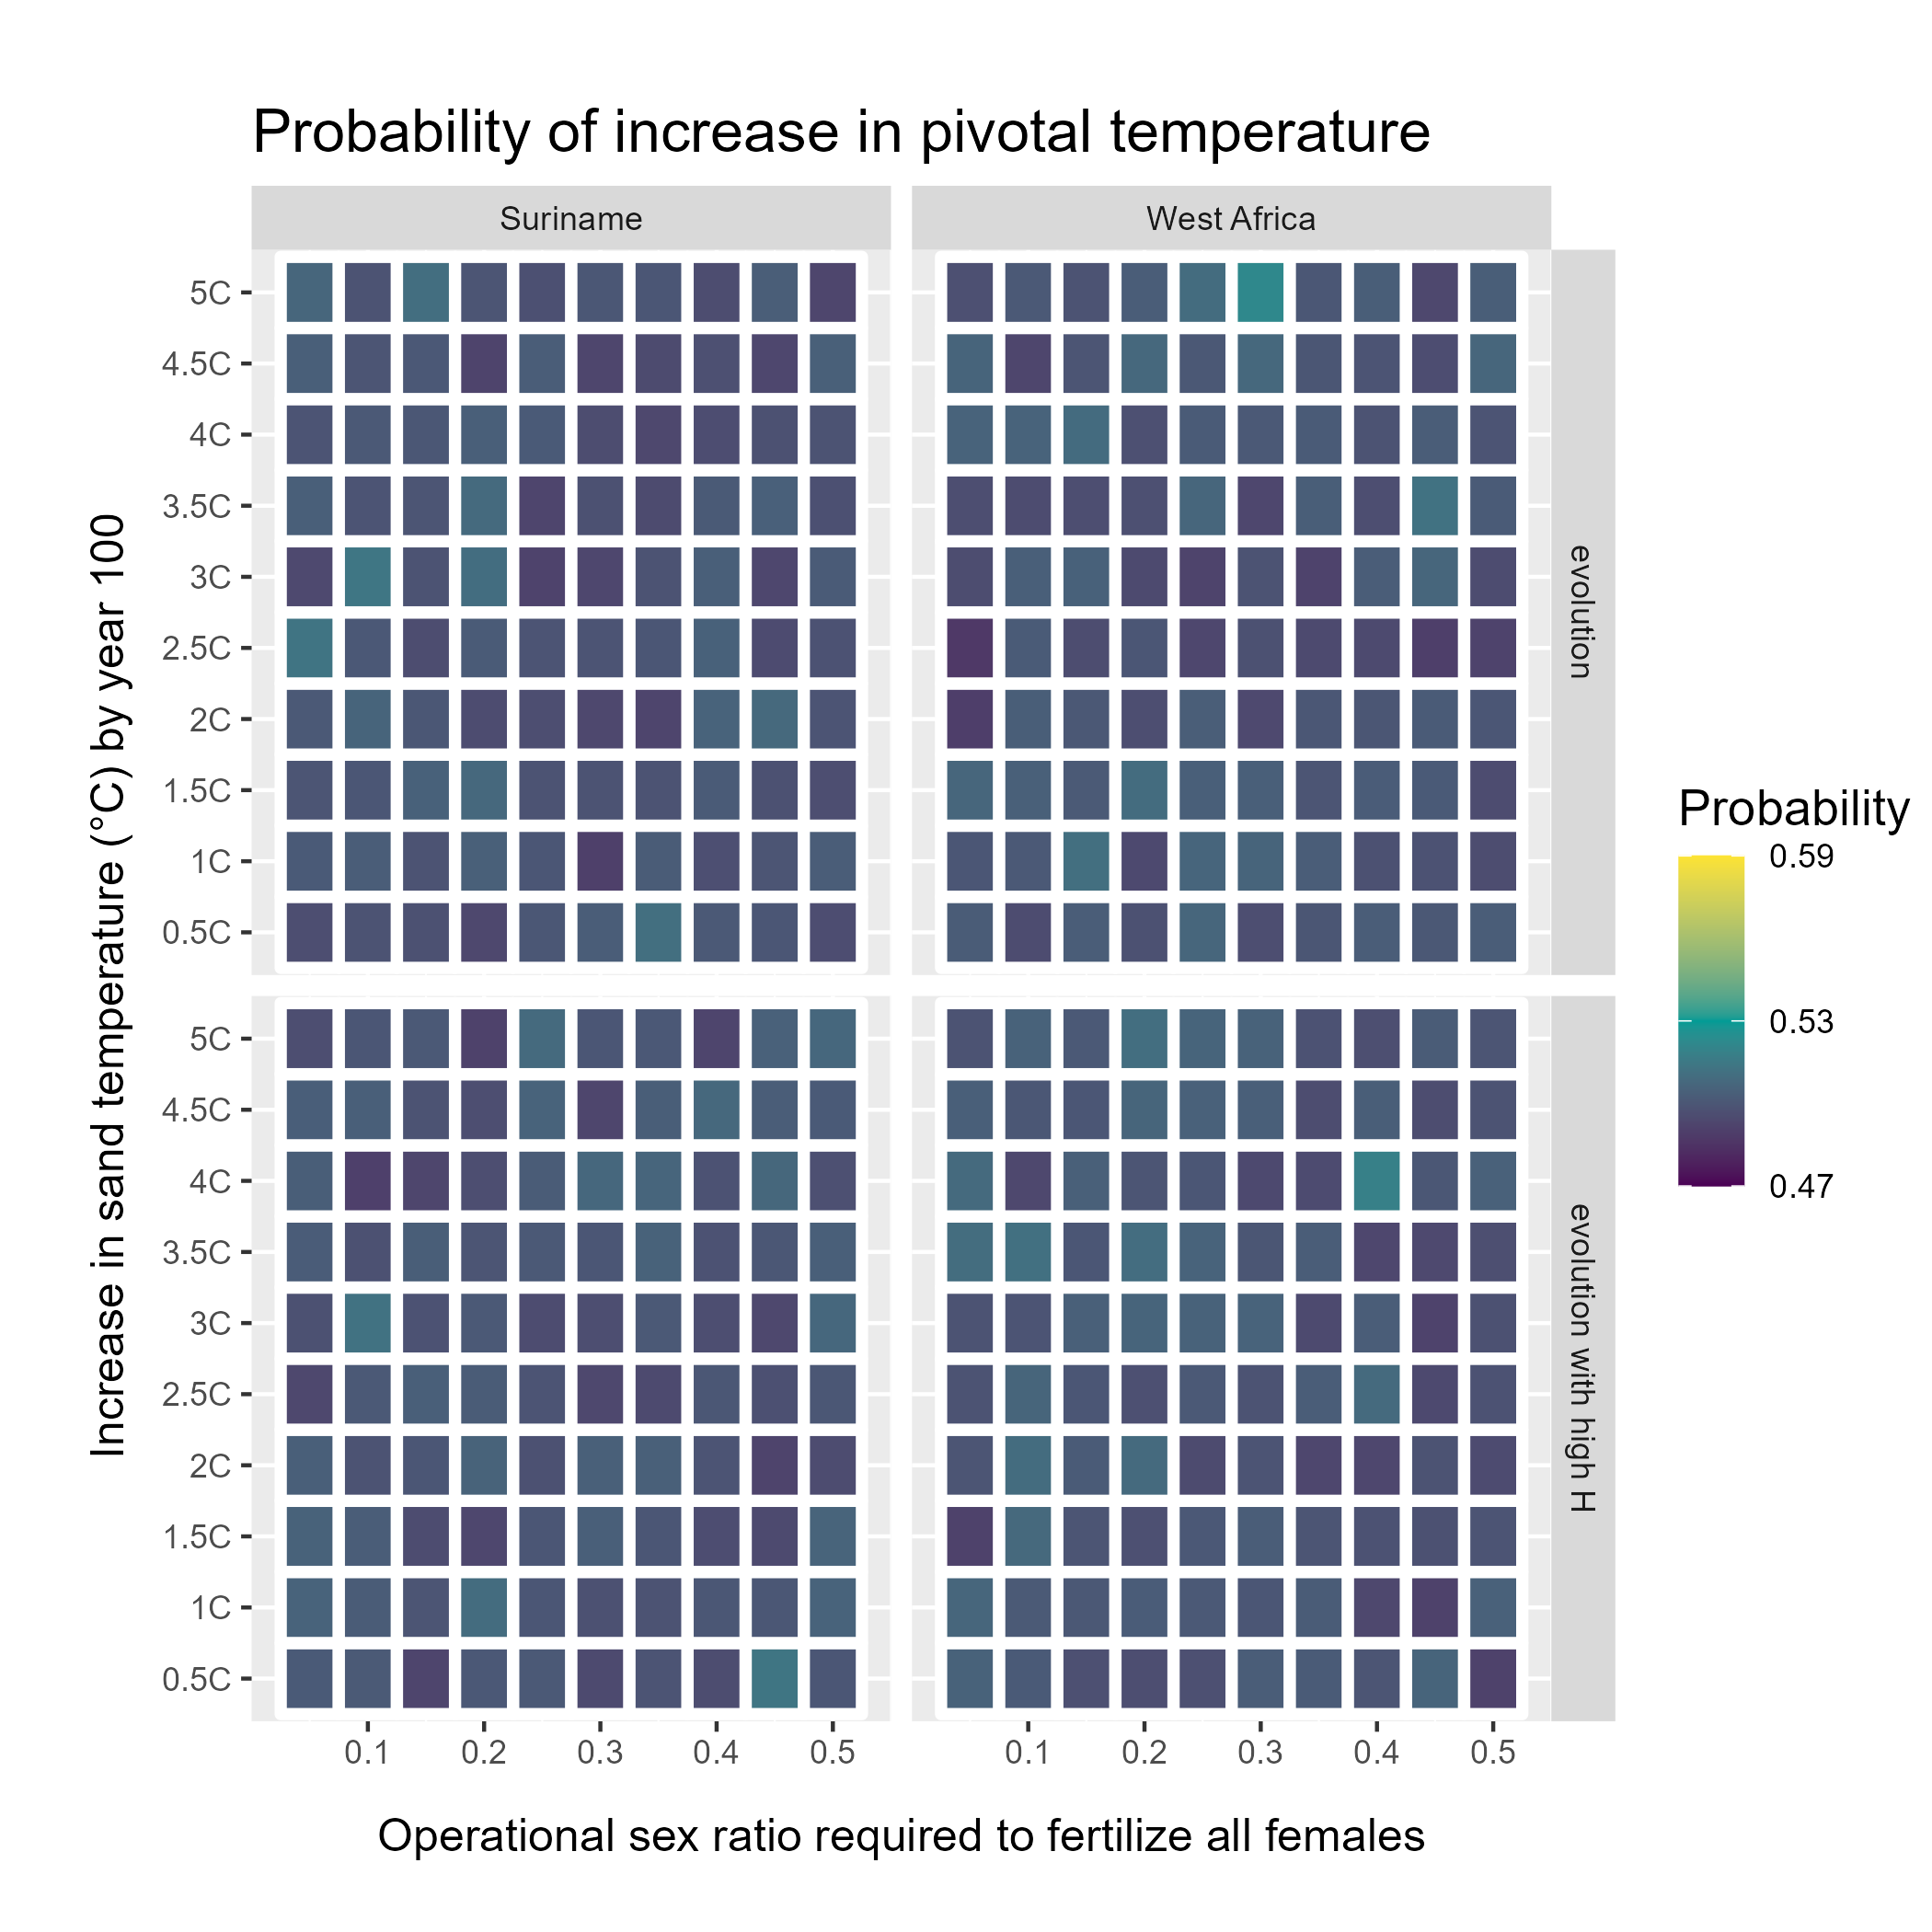 Probability of increase in pivotal temperature
Suriname
West Africa
5C
4.5C
4C
3.5C
3C
2.5C
2C
1.5C
1C
0.5C
evolution
5C
4.5C
4C
3.5C
3C
2.5C
2C
1.5C
1C
0.5C
evolution with high H
Increase in sand temperature (°C) by year 100
0.1 0.2 0.3 0.4 0.5
0.1 0.2 0.3 0.4 0.5
Operational sex ratio required to fertilize all females
Probability
0.59
0.53
0.47